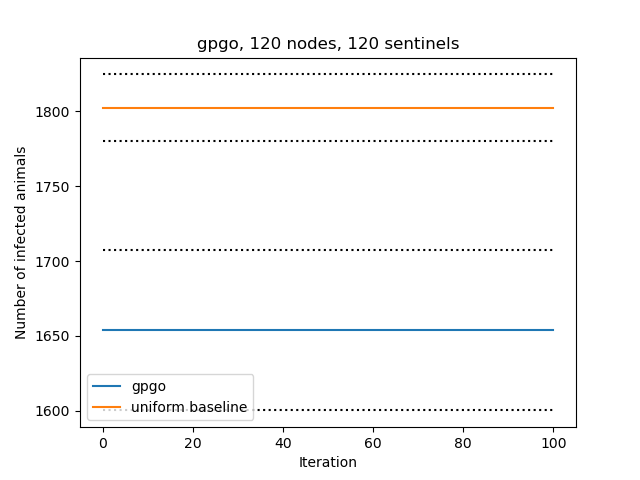 gpgo, 120 nodes, 120 sentinels
Number of infected animals
1800
1750
1700
1650
1600
gpgo
uniform baseline
0 20 40 60 80 100
Iteration